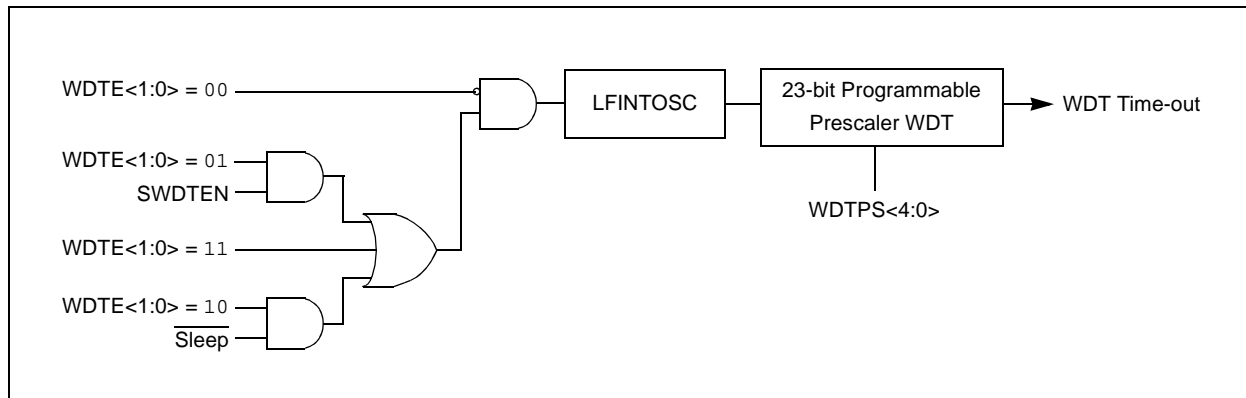 WDTE<1:0> = 00
LFINTOSC
23-bit Programmable
Prescaler WDT
WDT Time-out
WDTE<1:0> = 01
SWDTEN
WDTPS<4:0>
WDTE<1:0> = 11
WDTE<1:0> = 10
Sleep